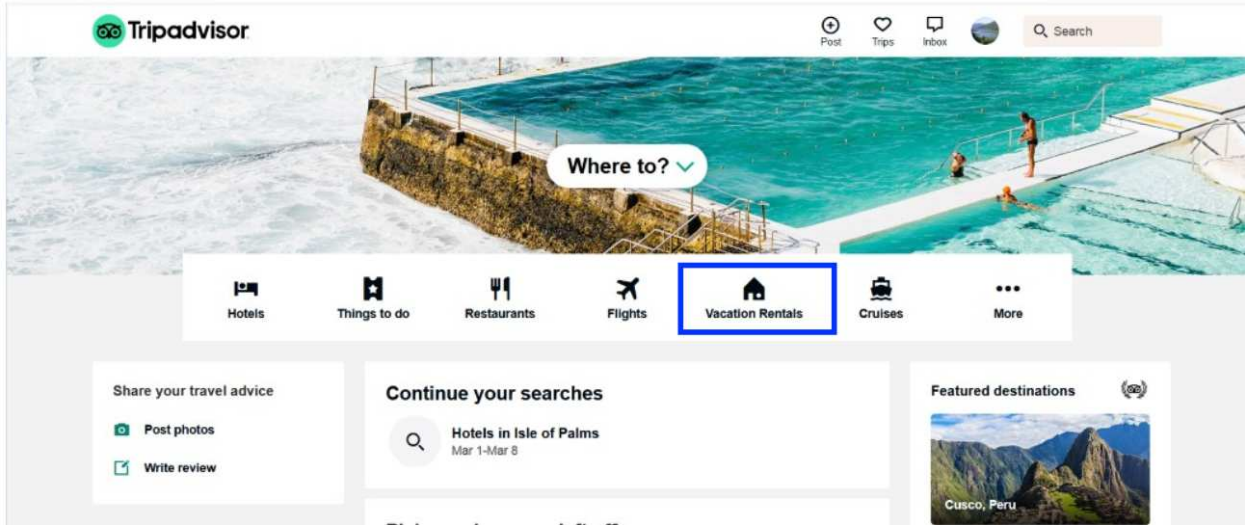 Tripadvisor
Post
Trips
Inbox
Search
Where to?
Hotels
Things to do
Restaurants
Flights
Vacation Rentals
Cruises
More
Share your travel advice
Post photos
Write review
Continue your searches
Hotels in Isle of Palms
Mar 1-Mar 8
Featured destinations
Cusco, Peru